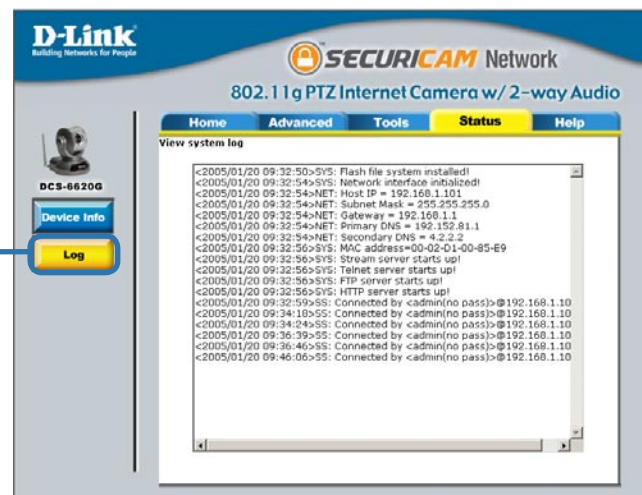 D-Link
Building Networks for People
SECURICAM Network
802.11g PTZ Internet Camera w/ 2-way Audio
Home Advanced Tools Status Help
DCS-6620G
Device Info
Log
View system log
<2005/01/20 09:32:50>SYS: Flash file system installed!
<2005/01/20 09:32:54>SYS: Network interface initialized!
<2005/01/20 09:32:54>NET: Host IP = 192.168.1.101
<2005/01/20 09:32:54>NET: Subnet Mask = 255.255.255.0
<2005/01/20 09:32:54>NET: Gateway = 192.168.1.1
<2005/01/20 09:32:54>NET: Primary DNS = 192.152.81.1
<2005/01/20 09:32:54>NET: Secondary DNS = 4.2.2.2
<2005/01/20 09:32:56>SYS: MAC address=00-02-D1-00-85-E9
<2005/01/20 09:32:56>SYS: Stream server starts up!
<2005/01/20 09:32:56>SYS: Telnet server starts up!
<2005/01/20 09:32:56>SYS: FTP server starts up!
<2005/01/20 09:32:56>SYS: HTTP server starts up!
<2005/01/20 09:32:59>SS: Connected by <admin(no pass)>@192.168.1.10
<2005/01/20 09:34:18>SS: Connected by <admin(no pass)>@192.168.1.10
<2005/01/20 09:34:24>SS: Connected by <admin(no pass)>@192.168.1.10
<2005/01/20 09:36:39>SS: Connected by <admin(no pass)>@192.168.1.10
<2005/01/20 09:36:46>SS: Connected by <admin(no pass)>@192.168.1.10
<2005/01/20 09:46:06>SS: Connected by <admin(no pass)>@192.168.1.10